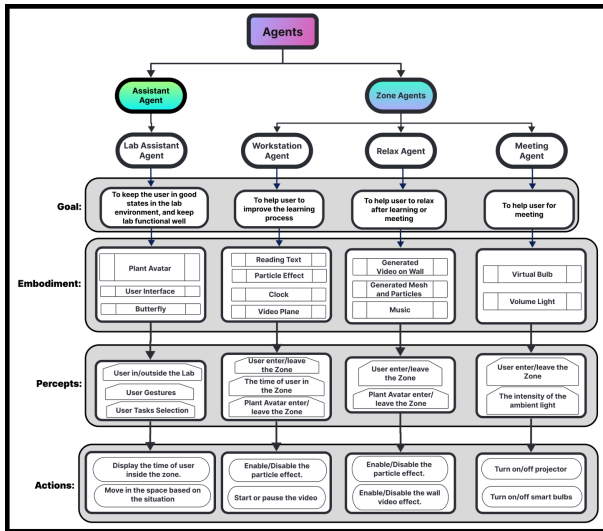 Agents
Assistant
Agent
Zone Agents
Lab Assistant
Agent
Workstation
Agent
Relax Agent
Meeting
Agent
Goal:
To keep the user in good
states in the lab
environment, and keep
lab functional well
To help user to
improve the learning
process
To help user to relax
after learning or
meeting
To help user for
meeting
Embodiment:
Plant Avatar
User Interface
Butterfly
Reading Text
Particle Effect
Clock
Video Plane
Generated
Video on Wall
Generated Mesh
and Particles
Music
Virtual Bulb
Volume Light
Percepts:
User in/outside the Lab
User Gestures
User Tasks Selection
User enter/leave
the Zone
The time of user in
the Zone
Plant Avatar enter/
leave the Zone
User enter/leave
the Zone
Plant Avatar enter/
leave the Zone
User enter/leave the
Zone
The intensity of the
ambient light
Actions:
Display the time of user
inside the zone.
Move in the space based on
the situation
Enable/Disable the
particle effect.
Start or pause the video
Enable/Disable the
particle effect.
Enable/Disable the wall
video effect.
Turn on/off projector
Turn on/off smart bulbs